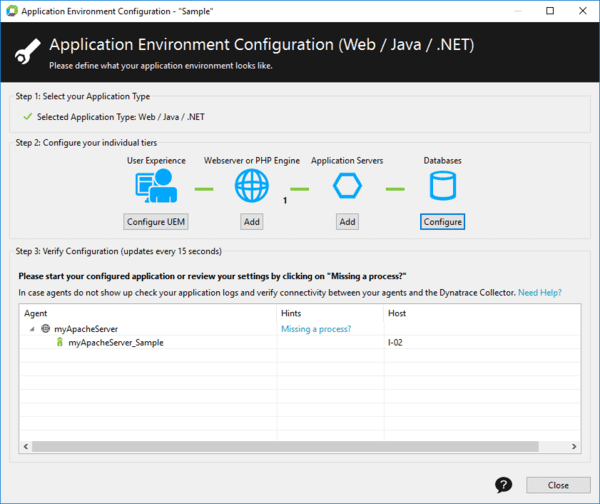 Application Environment Configuration - "Sample"
Application Environment Configuration (Web / Java / .NET)
Please define what your application environment looks like.
Step 1: Select your Application Type
Selected Application Type: Web / Java / .NET
Step 2: Configure your individual tiers
User Experience Webserver or PHP Engine Application Servers Databases
1
Configure UEM Add Add Configure
Step 3: Verify Configuration (updates every 15 seconds)
Please start your configured application or review your settings by clicking on "Missing a process?"
In case agents do not show up check your application logs and verify connectivity between your agents and the Dynatrace Collector. Need Help?
Agent Hints Host
myApacheServer Missing a process?
myApacheServer_Sample I-02
? Close